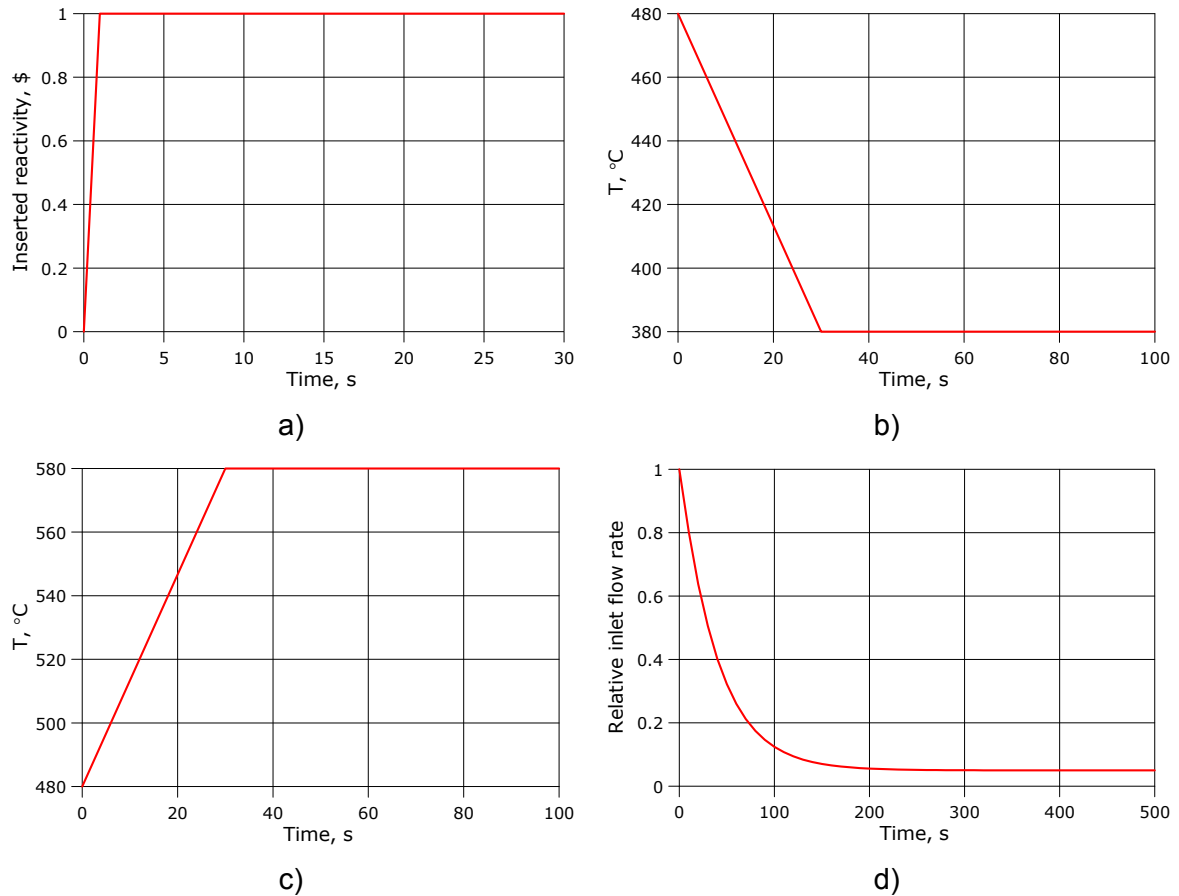 Inserted reactivity, $
1
0.8
0.6
0.4
0.2
0
0 5 10 15 20 25 30
Time, s
a)
T, °C
480
460
440
420
400
380
0 20 40 60 80 100
Time, s
b)
T, °C
580
560
540
520
500
480
0 20 40 60 80 100
Time, s
c)
Relative inlet flow rate
1
0.8
0.6
0.4
0.2
0
0 100 200 300 400 500
Time, s
d)